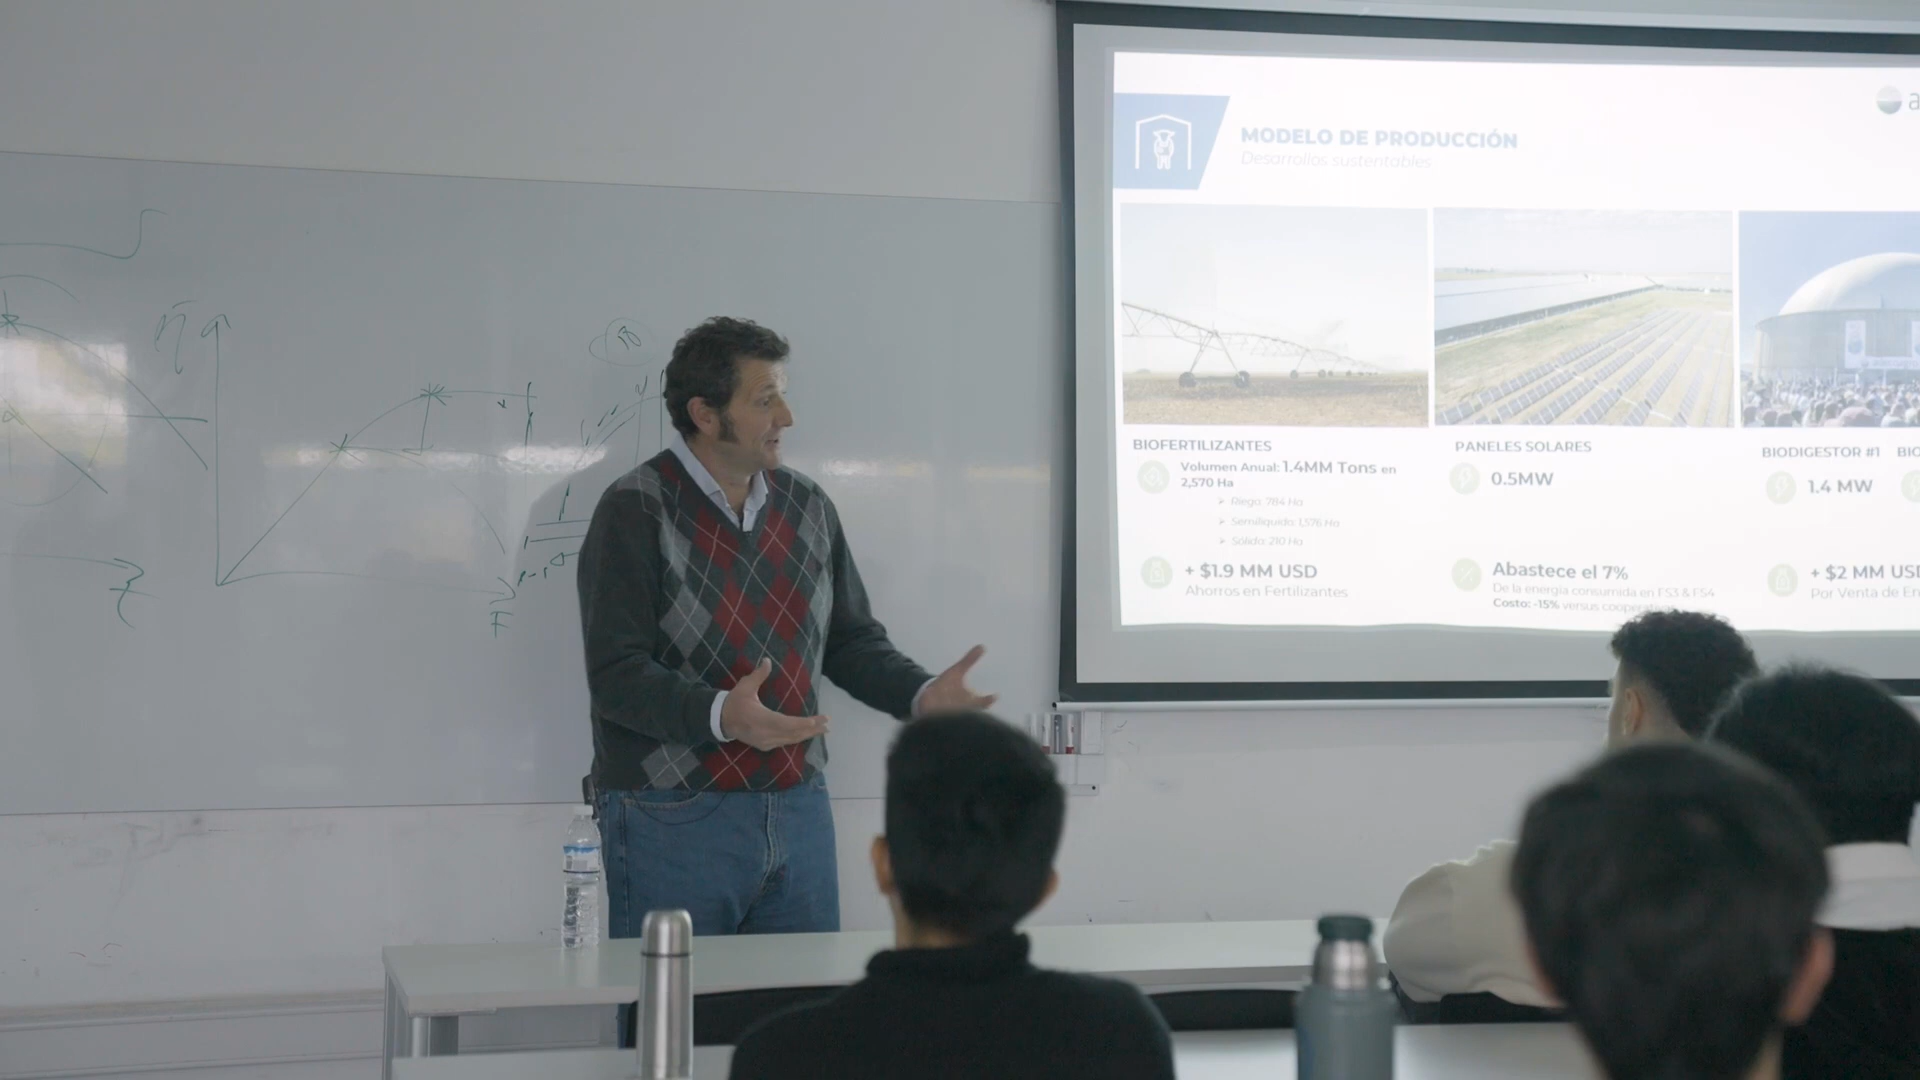 MODELO DE PRODUCCIÓN
Desarrollos sustentables
BIOFERTILIZANTES
Volumen Anual: 1.4MM Tons en
2,570 Ha
➤ Riego: 784 Ha
➤ Semilíquido: 1,576 Ha
➤ Sólido: 210 Ha
+ $1.9 MM USD
Ahorros en Fertilizantes
PANELES SOLARES
0.5MW
Abastece el 7%
De la energía consumida en FS3 & FS4
Costo: -15% versus
BIODIGESTOR #1
1.4 MW
+ $2 MM USD
Por Venta de
F